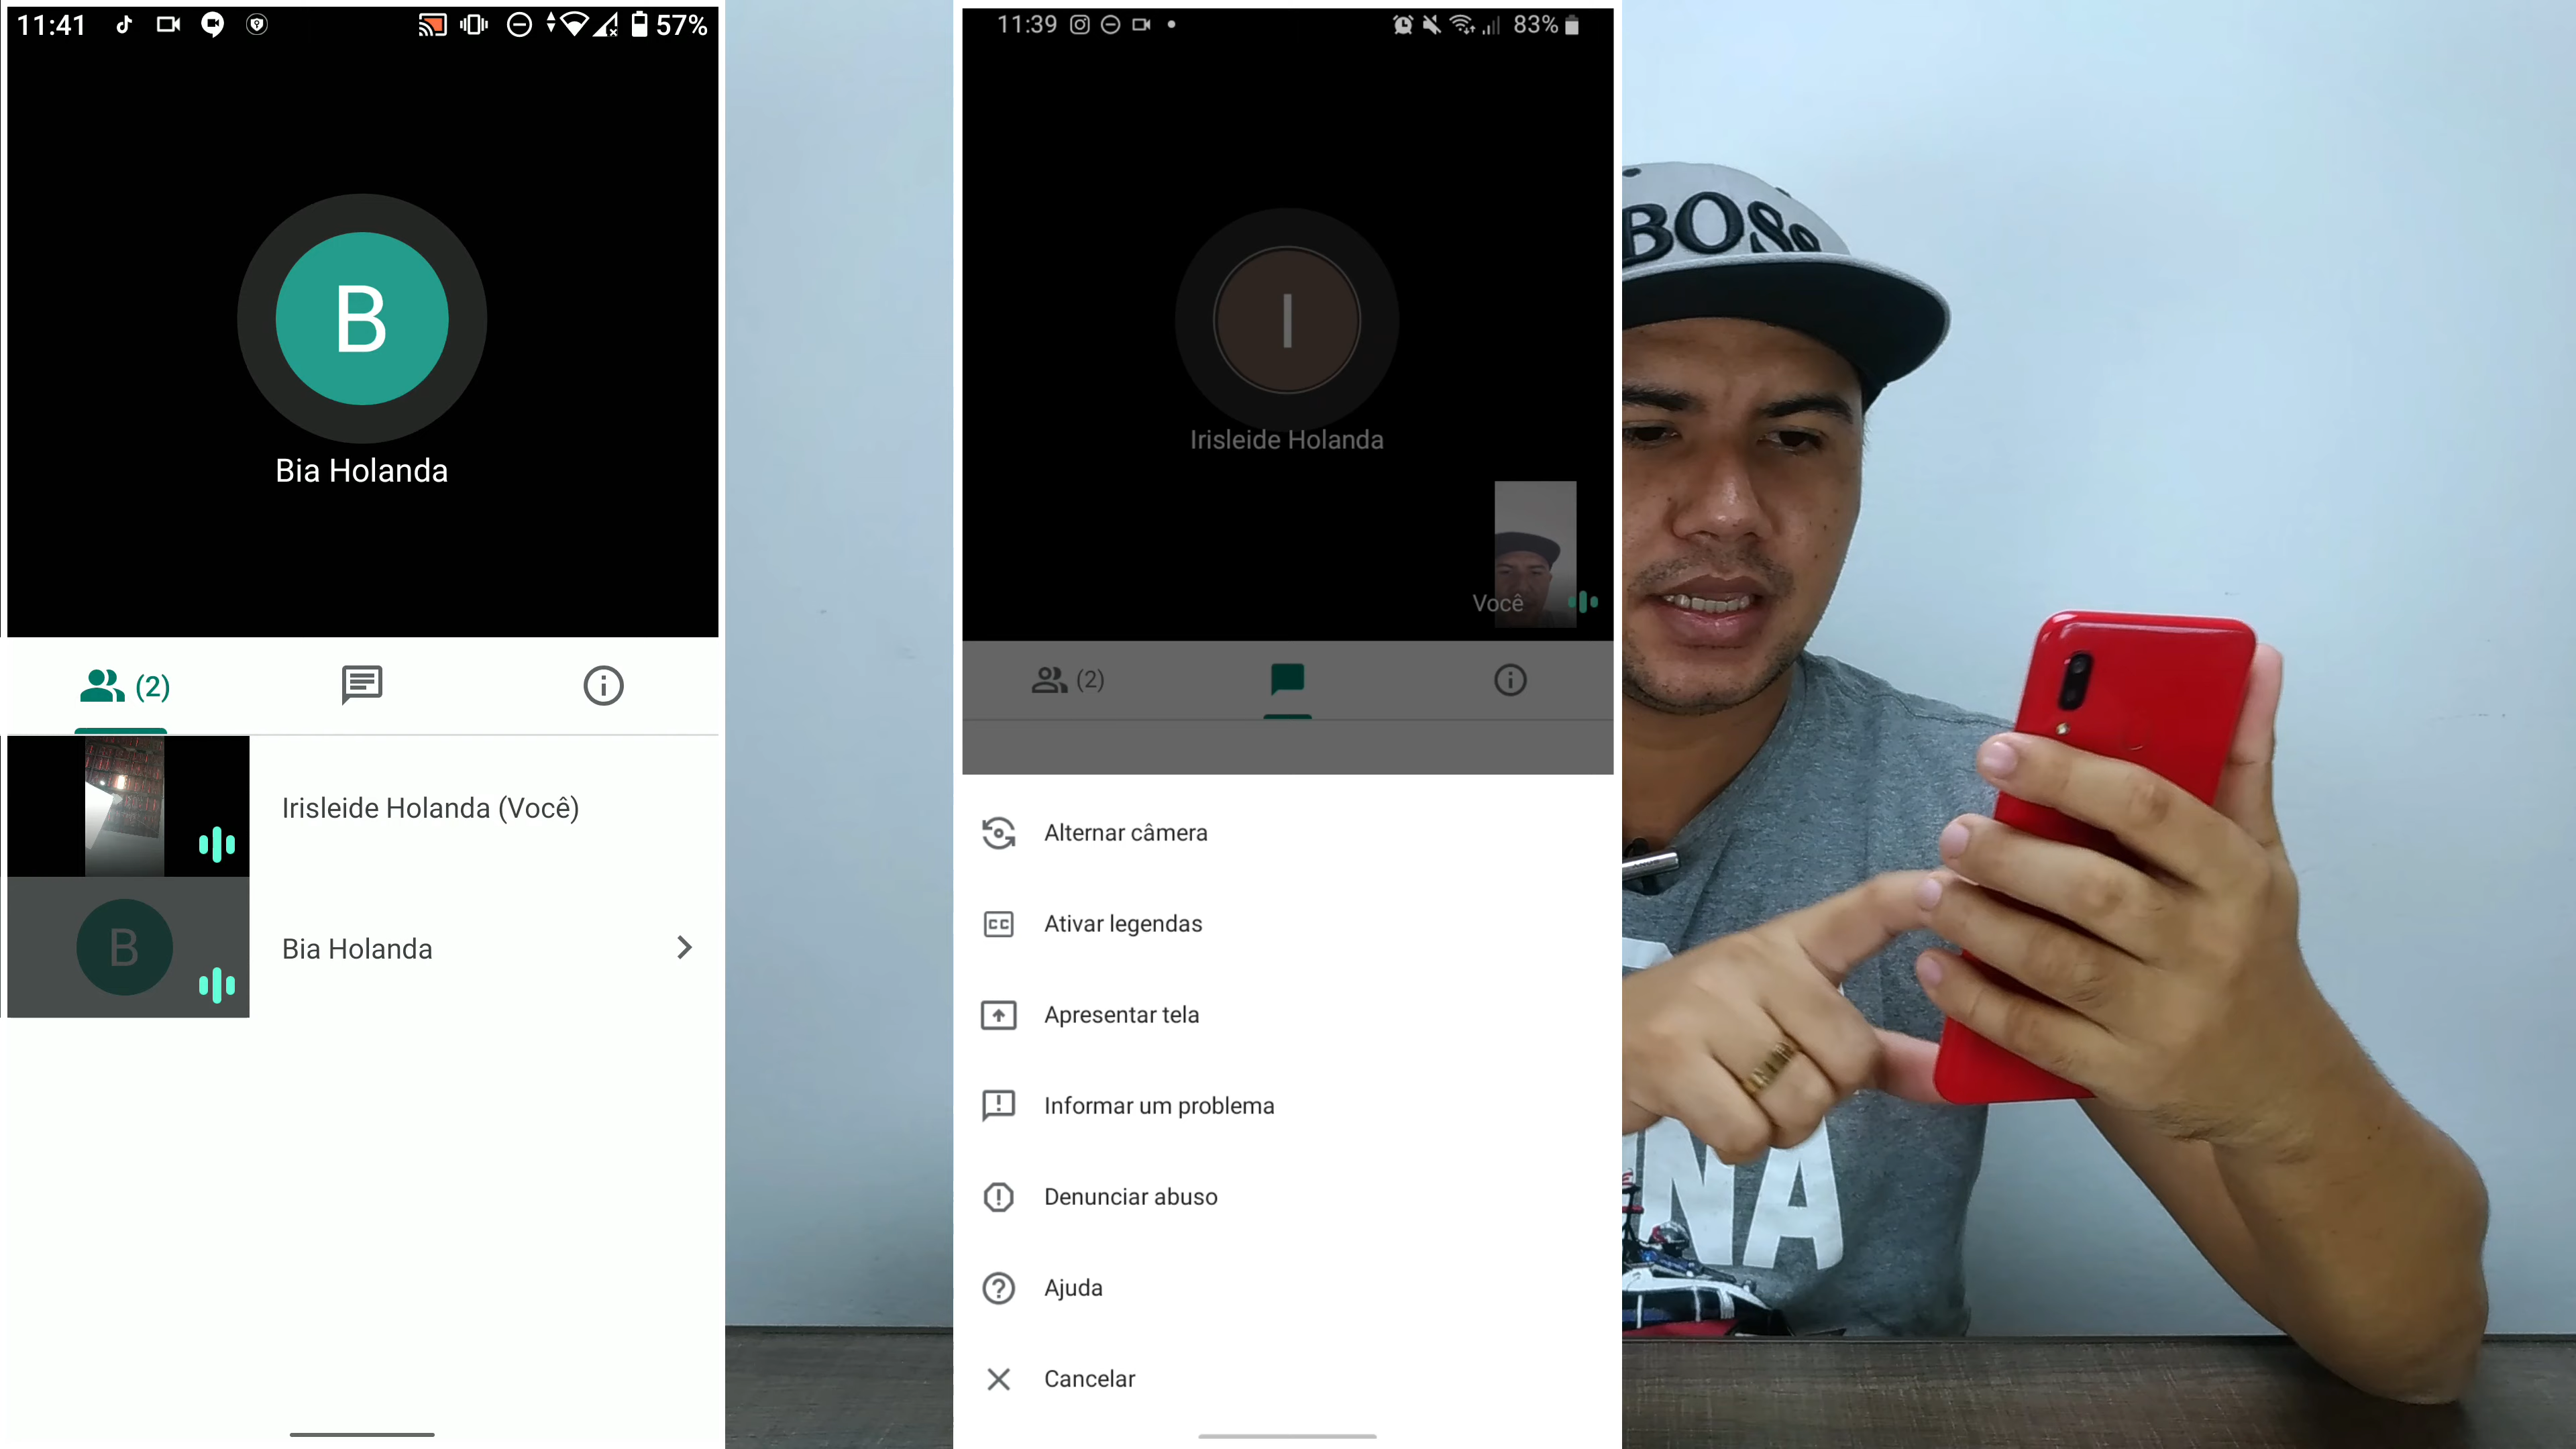 11:41
57%
B
Bia Holanda
(2)
Irisleide Holanda (Você)
B
Bia Holanda
11:39
83%
I
Irisleide Holanda
Você
(2)
CC
Alternar câmera
Ativar legendas
Apresentar tela
Informar um problema
Denunciar abuso
Ajuda
Cancelar
BOSS
NA